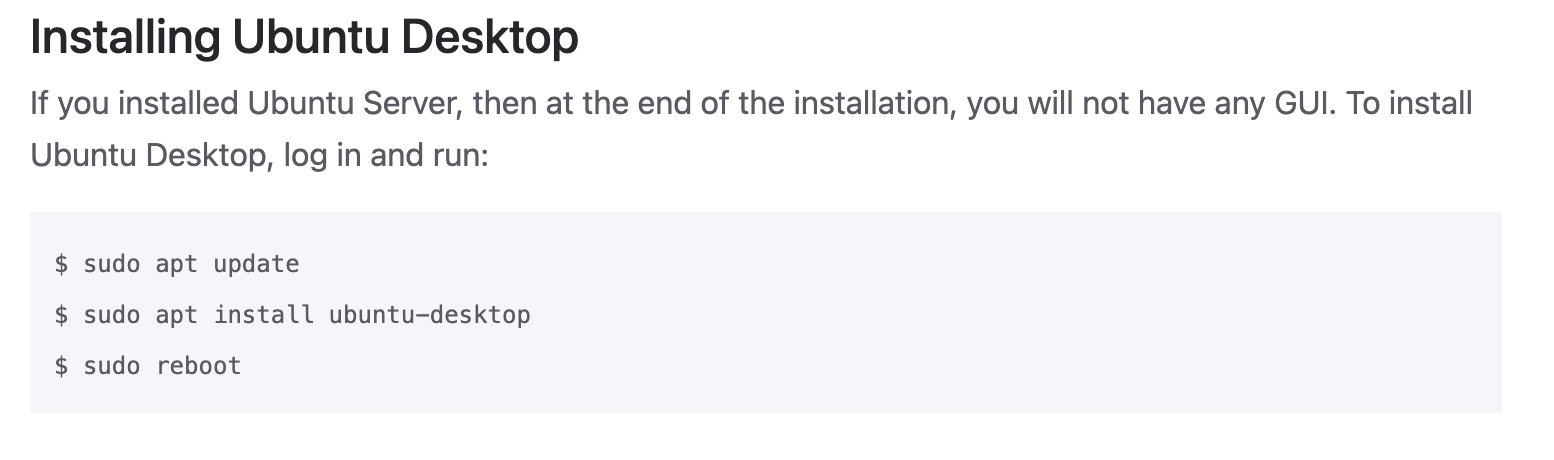 Installing Ubuntu Desktop
If you installed Ubuntu Server, then at the end of the installation, you will not have any GUI. To install
Ubuntu Desktop, log in and run:
$ sudo apt update
$ sudo apt install ubuntu-desktop
$ sudo reboot